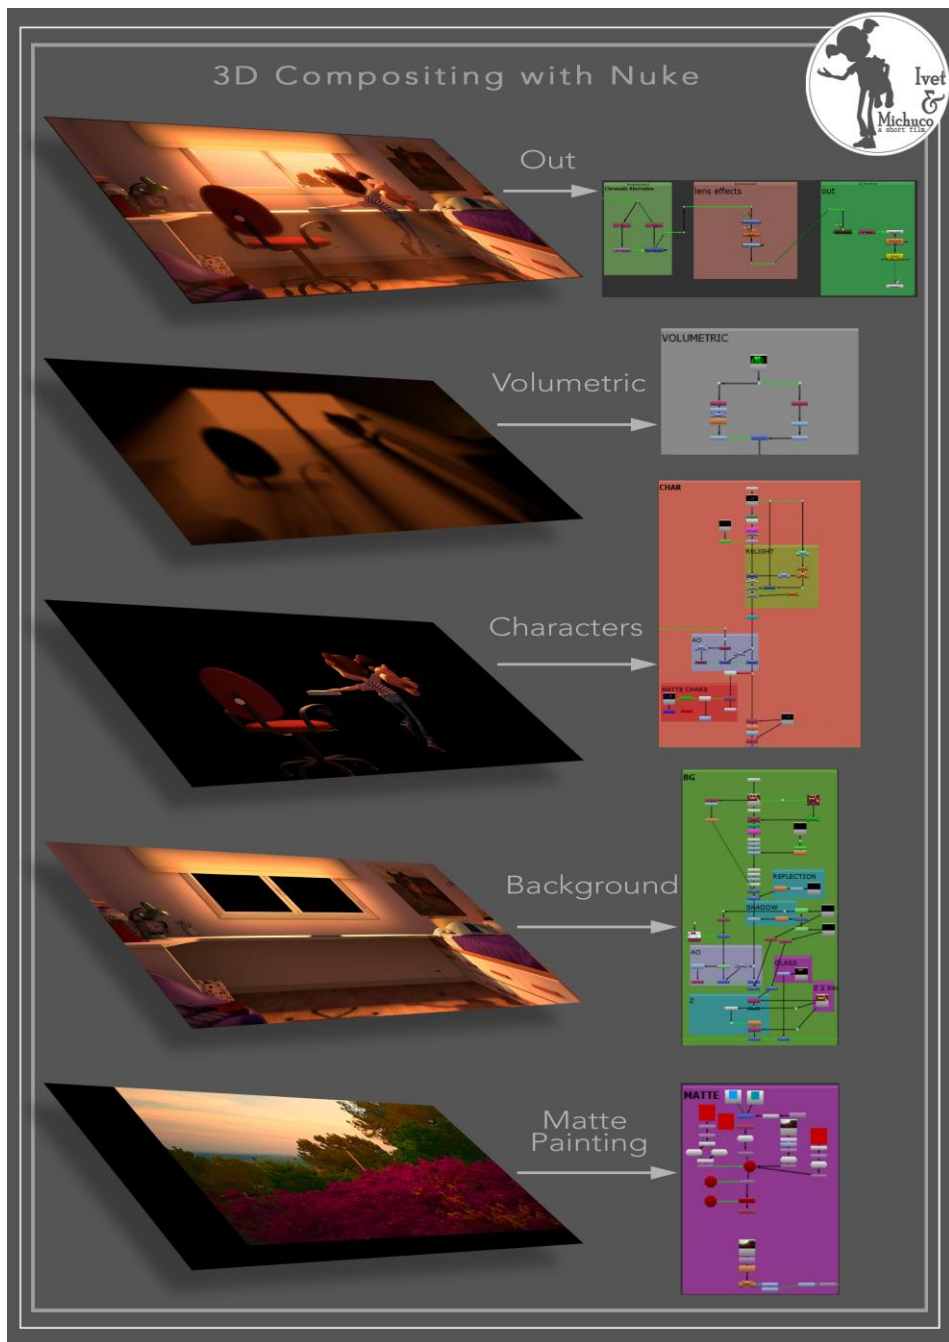 3D Compositing with Nuke
Ivet
&
Michuco
a short film
Out
Chromatic Aberration
lens effects
out
Volumetric
VOLUMETRIC
CHAR
RELIGHT
Characters
AO
MATTE CHARS
BG
Background
REFLECTION
SHADOW
AO
GLASS
Z
Matte
Painting
MATTE